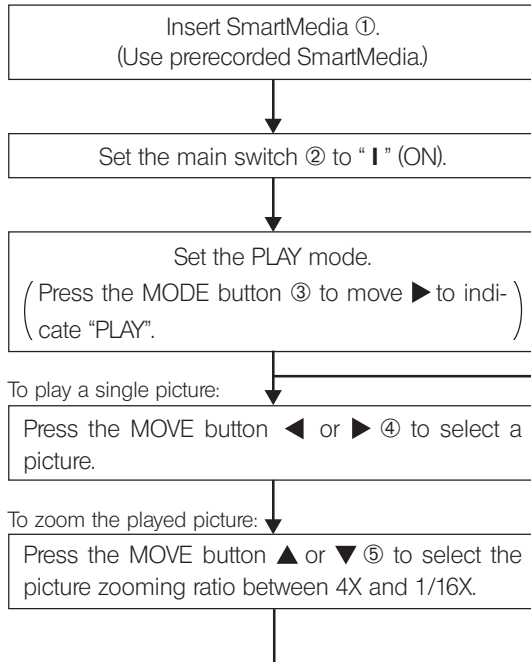 Insert SmartMedia ①.
(Use prerecorded SmartMedia.)
Set the main switch ② to “ I ” (ON).
Set the PLAY mode.
(Press the MODE button ③ to move ▶ to indi-
cate “PLAY”.)
To play a single picture:
Press the MOVE button ◀ or ▶ ④ to select a
picture.
To zoom the played picture:
Press the MOVE button ▲ or ▼ ⑤ to select the
picture zooming ratio between 4X and 1/16X.